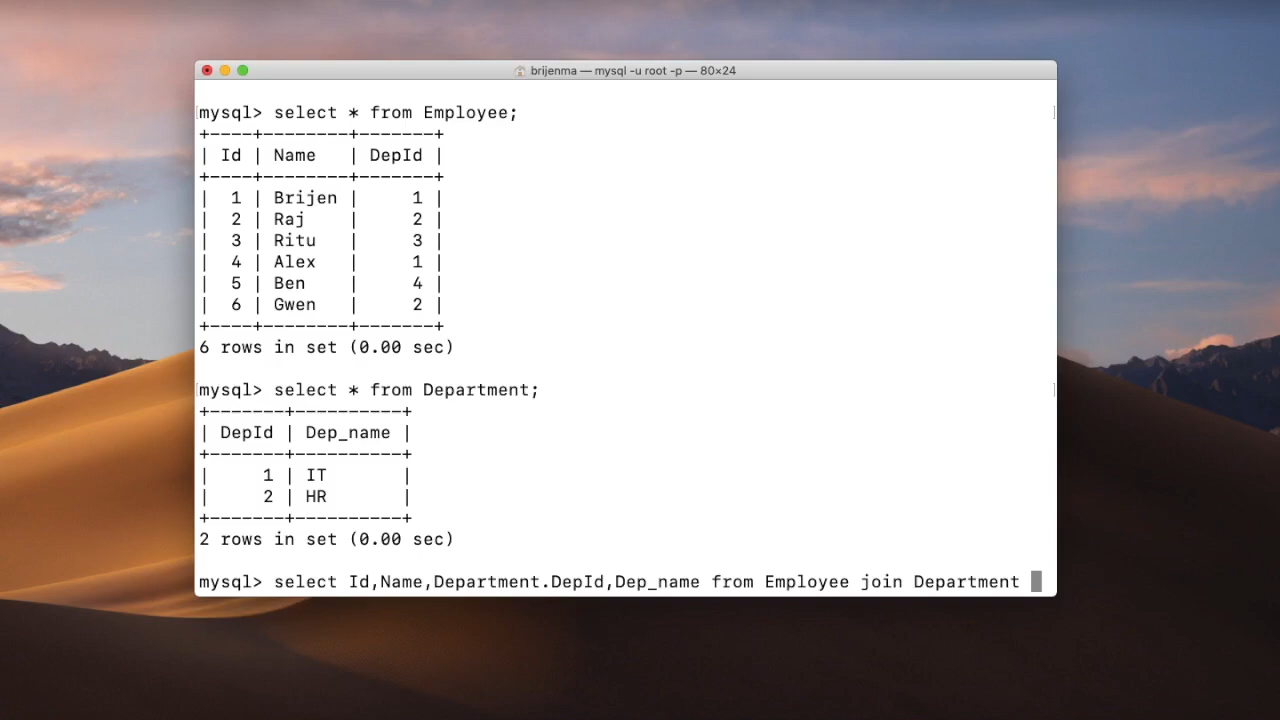 brijenma — mysql -u root -p — 80×24
mysql> select * from Employee;
+----+--------+-------+
| Id | Name   | DepId |
+----+--------+-------+
|  1 | Brijen |     1 |
|  2 | Raj    |     2 |
|  3 | Ritu   |     3 |
|  4 | Alex   |     1 |
|  5 | Ben    |     4 |
|  6 | Gwen   |     2 |
+----+--------+-------+
6 rows in set (0.00 sec)
mysql> select * from Department;
+-------+----------+
| DepId | Dep_name |
+-------+----------+
|     1 | IT       |
|     2 | HR       |
+-------+----------+
2 rows in set (0.00 sec)
mysql> select Id,Name,Department.DepId,Dep_name from Employee join Department